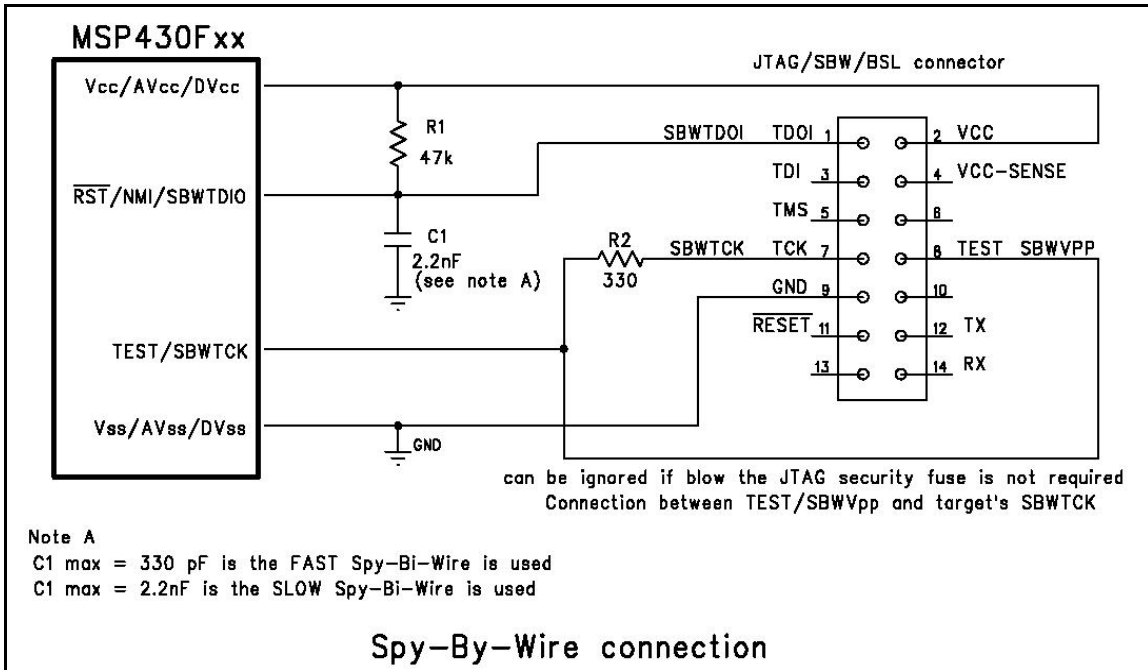 MSP430Fxx
Vcc/AVcc/DVcc
RST/NMI/SBWTDIO
TEST/SBWTCK
Vss/AVss/DVss
R1
47k
C1
2.2nF
(see note A)
GND
R2
330
JTAG/SBW/BSL connector
SBWTDOI TDOI 1 2 VCC
TDI 3 4 VCC-SENSE
TMS 5 6
SBWTCK TCK 7 8 TEST SBWVPP
GND 9 10
RESET 11 12 TX
13 14 RX
can be ignared if blow the JTAG security fuse is not required
Connection between TEST/SBWVpp and target's SBWTCK
Note A
C1 max = 330 pF is the FAST Spy-Bi-Wire is used
C1 max = 2.2nF is the SLOW Spy-Bi-Wire is used
Spy-By-Wire connection